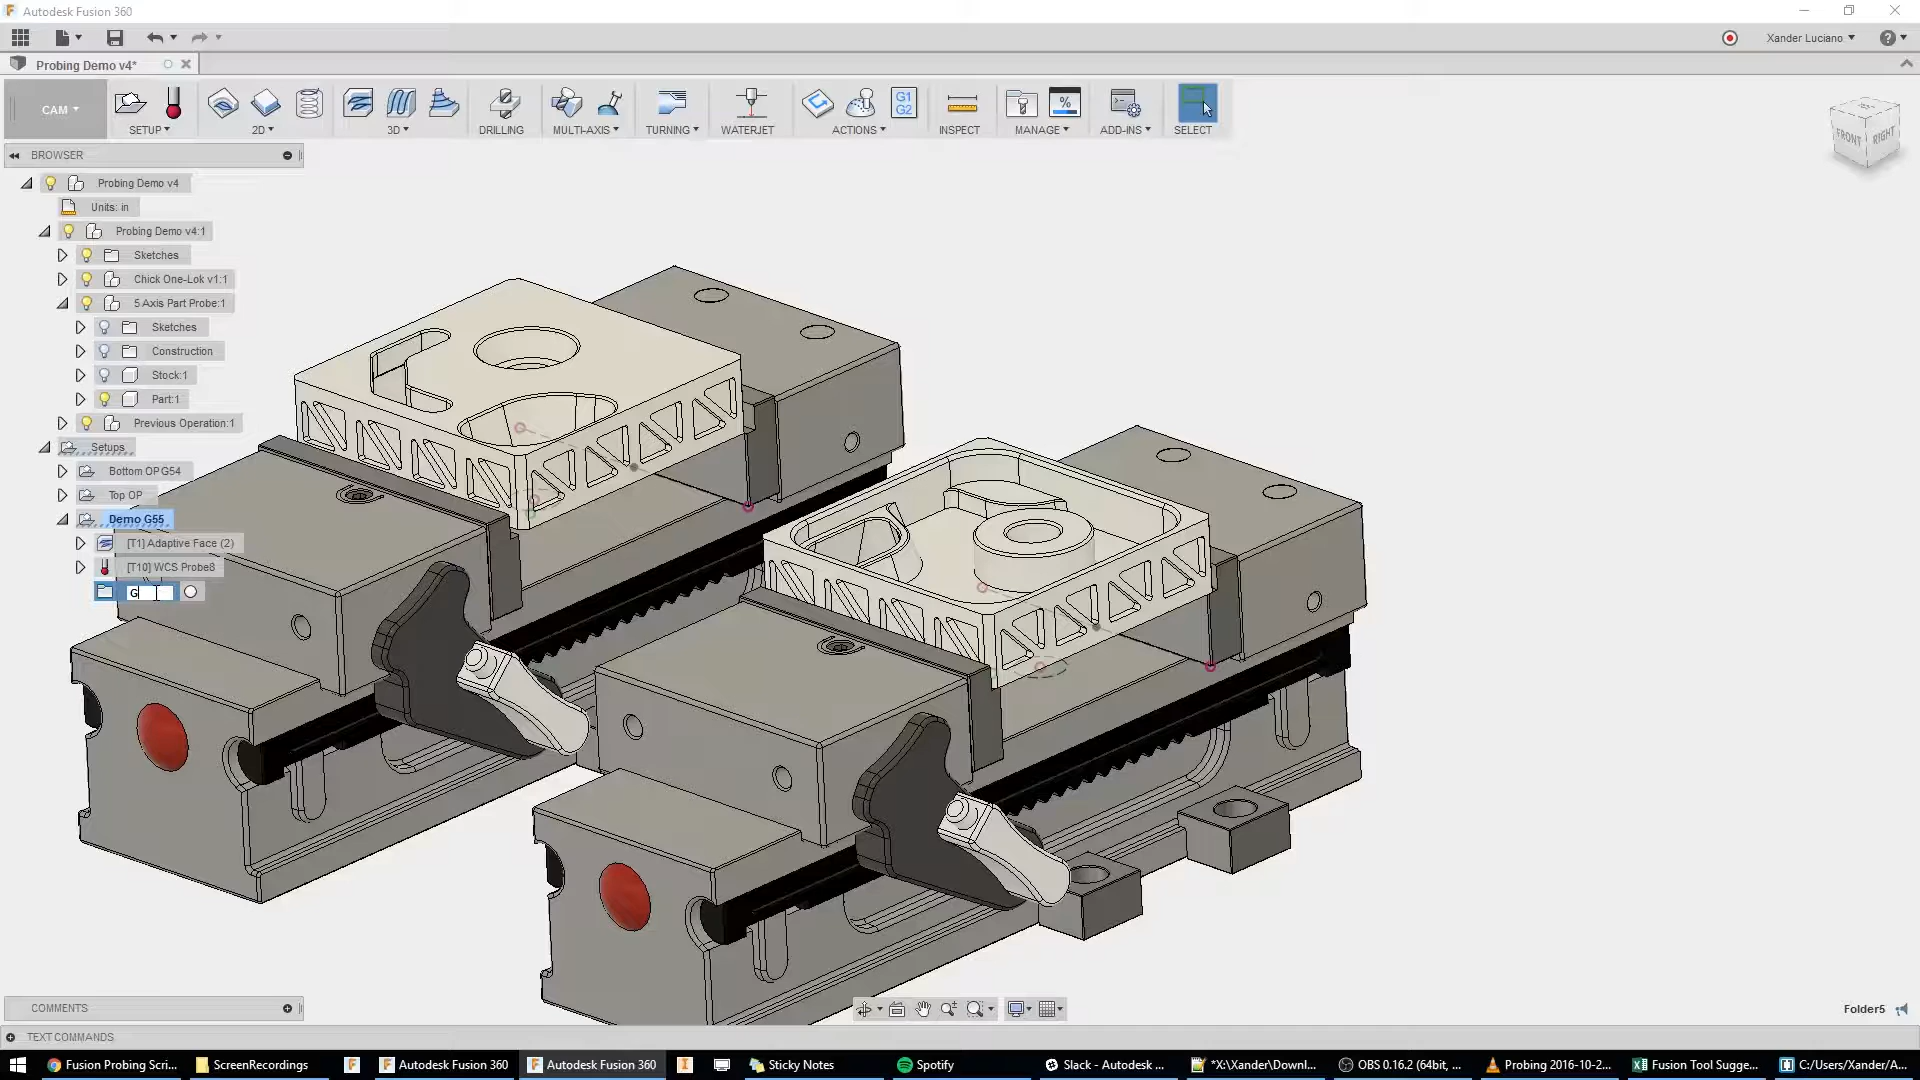 Autodesk Fusion 360
Xander Luciano
Probing Demo v4*
CAM
G1
G2
%
SETUP
2D
3D
DRILLING
MULTI-AXIS
TURNING
WATERJET
ACTIONS
INSPECT
MANAGE
ADD-INS
SELECT
FRONT
RIGHT
BROWSER
Probing Demo v4
Units: in
Probing Demo v4:1
Sketches
Chick One-Lok v1:1
5 Axis Part Probe:1
Sketches
Construction
Stock:1
Part:1
Previous Operation:1
Setups
Bottom OP G54
Top OP
Demo G55
[T1] Adaptive Face (2)
[T10] WCS Probe8
G
COMMENTS
Folder5
TEXT COMMANDS
Fusion Probing Scri...
ScreenRecordings
Autodesk Fusion 360
Autodesk Fusion 360
Sticky Notes
Spotify
Slack - Autodesk ...
*X:\Xander\Downl...
OBS 0.16.2 (64bit, ...
Probing 2016-10-2...
Fusion Tool Sugge...
C:/Users/Xander/A...